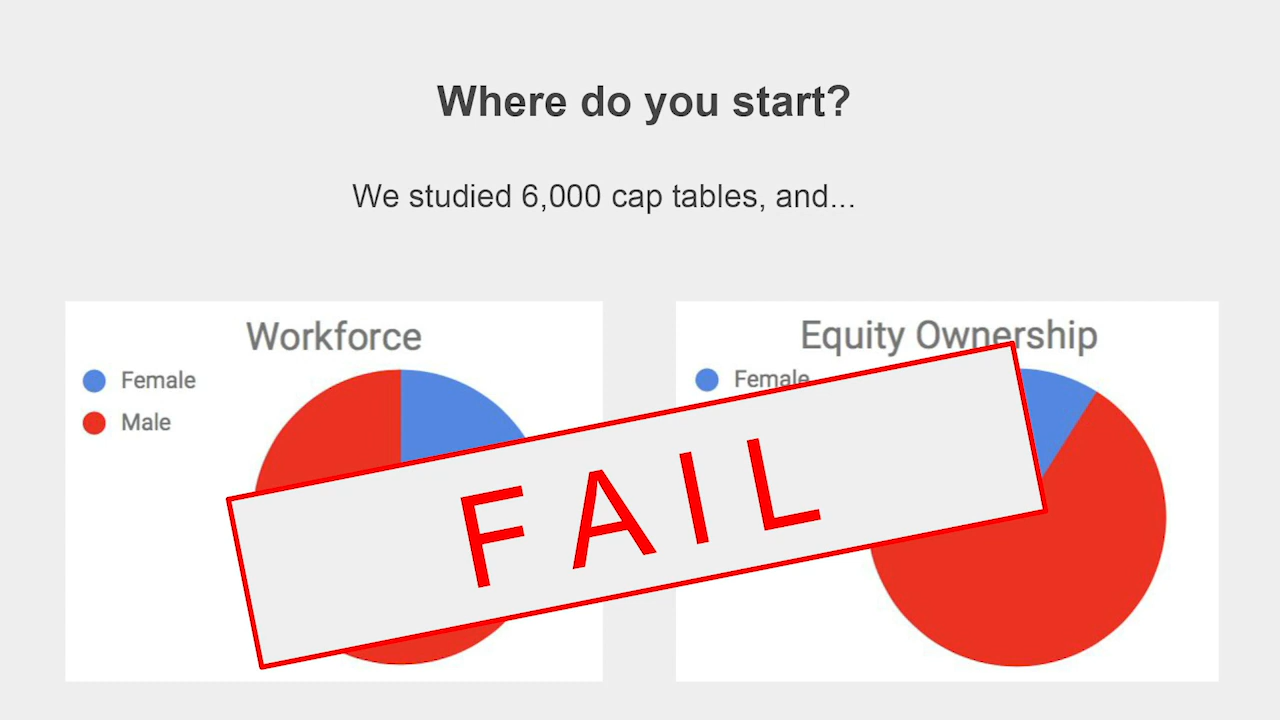 Where do you start?
We studied 6,000 cap tables, and...
Workforce
Female
Male
Equity Ownership
Female
FAIL